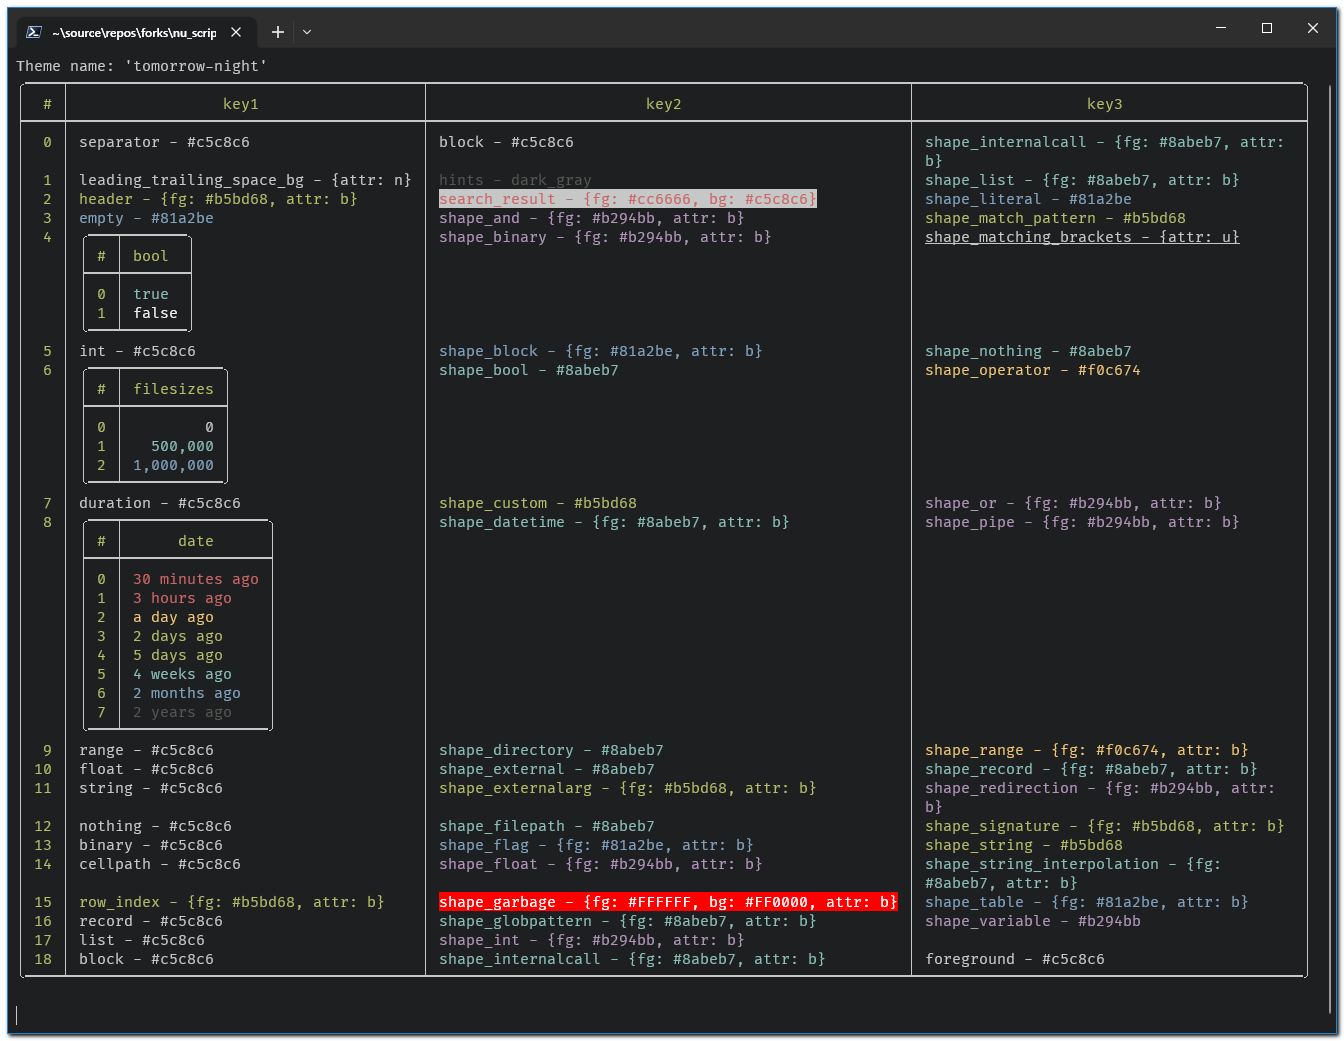 ~\source\repos\forks\nu_scrip
Theme name: 'tomorrow-night'
# key1 key2 key3
0 separator - #c5c8c6 block - #c5c8c6 shape_internalcall - {fg: #8abeb7, attr:
b}
1 leading_trailing_space_bg - {attr: n} hints - dark_gray shape_list - {fg: #8abeb7, attr: b}
2 header - {fg: #b5bd68, attr: b} search_result - {fg: #cc6666, bg: #c5c8c6} shape_literal - #81a2be
3 empty - #81a2be shape_and - {fg: #b294bb, attr: b} shape_match_pattern - #b5bd68
4 shape_binary - {fg: #b294bb, attr: b} shape_matching_brackets - {attr: u}
# bool
0 true
1 false
5 int - #c5c8c6 shape_block - {fg: #81a2be, attr: b} shape_nothing - #8abeb7
6 shape_bool - #8abeb7 shape_operator - #f0c674
# filesizes
0 0
1 500,000
2 1,000,000
7 duration - #c5c8c6 shape_custom - #b5bd68 shape_or - {fg: #b294bb, attr: b}
8 shape_datetime - {fg: #8abeb7, attr: b} shape_pipe - {fg: #b294bb, attr: b}
# date
0 30 minutes ago
1 3 hours ago
2 a day ago
3 2 days ago
4 5 days ago
5 4 weeks ago
6 2 months ago
7 2 years ago
9 range - #c5c8c6 shape_directory - #8abeb7 shape_range - {fg: #f0c674, attr: b}
10 float - #c5c8c6 shape_external - #8abeb7 shape_record - {fg: #8abeb7, attr: b}
11 string - #c5c8c6 shape_externalarg - {fg: #b5bd68, attr: b} shape_redirection - {fg: #b294bb, attr:
b}
12 nothing - #c5c8c6 shape_filepath - #8abeb7 shape_signature - {fg: #b5bd68, attr: b}
13 binary - #c5c8c6 shape_flag - {fg: #81a2be, attr: b} shape_string - #b5bd68
14 cellpath - #c5c8c6 shape_float - {fg: #b294bb, attr: b} shape_string_interpolation - {fg:
#8abeb7, attr: b}
15 row_index - {fg: #b5bd68, attr: b} shape_garbage - {fg: #FFFFFF, bg: #FF0000, attr: b} shape_table - {fg: #81a2be, attr: b}
16 record - #c5c8c6 shape_globpattern - {fg: #8abeb7, attr: b} shape_variable - #b294bb
17 list - #c5c8c6 shape_int - {fg: #b294bb, attr: b}
18 block - #c5c8c6 shape_internalcall - {fg: #8abeb7, attr: b} foreground - #c5c8c6